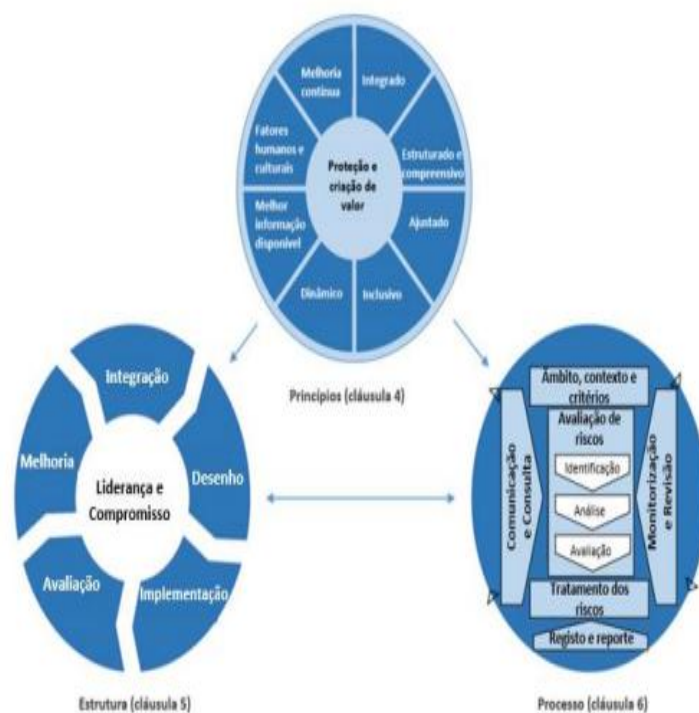 Melhoria
contínua
Integrado
Fatores
humanos e
culturais
Proteção e
criação de
valor
Estruturado e
compreensivo
Melhor
informação
disponível
Ajustado
Dinâmico
Inclusivo
Princípios (cláusula 4)
Integração
Melhoria
Desenho
Liderança e
Compromisso
Avaliação
Implementação
Estrutura (cláusula 5)
Âmbito, contexto e
critérios
Avaliação de
riscos
Identificação
Análise
Avaliação
Comunicação
e Consulta
Monitorização
e Revisão
Tratamento dos
riscos
Registo e reporte
Processo (cláusula 6)